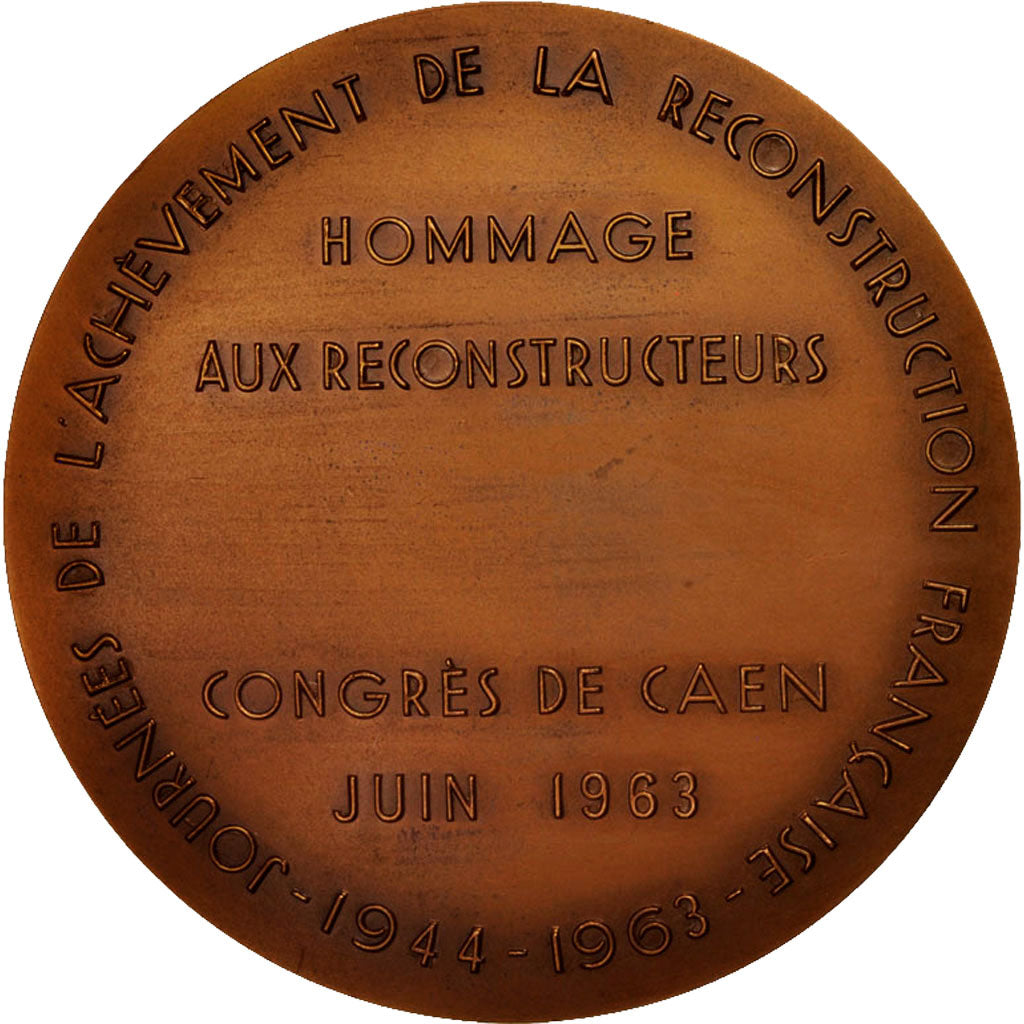 JOURNÉES DE L'ACHÈVEMENT DE LA RECONSTRUCTION FRANÇAISE - 1944-1963 -
HOMMAGE
AUX RECONSTRUCTEURS
CONGRÈS DE CAEN
JUIN 1963